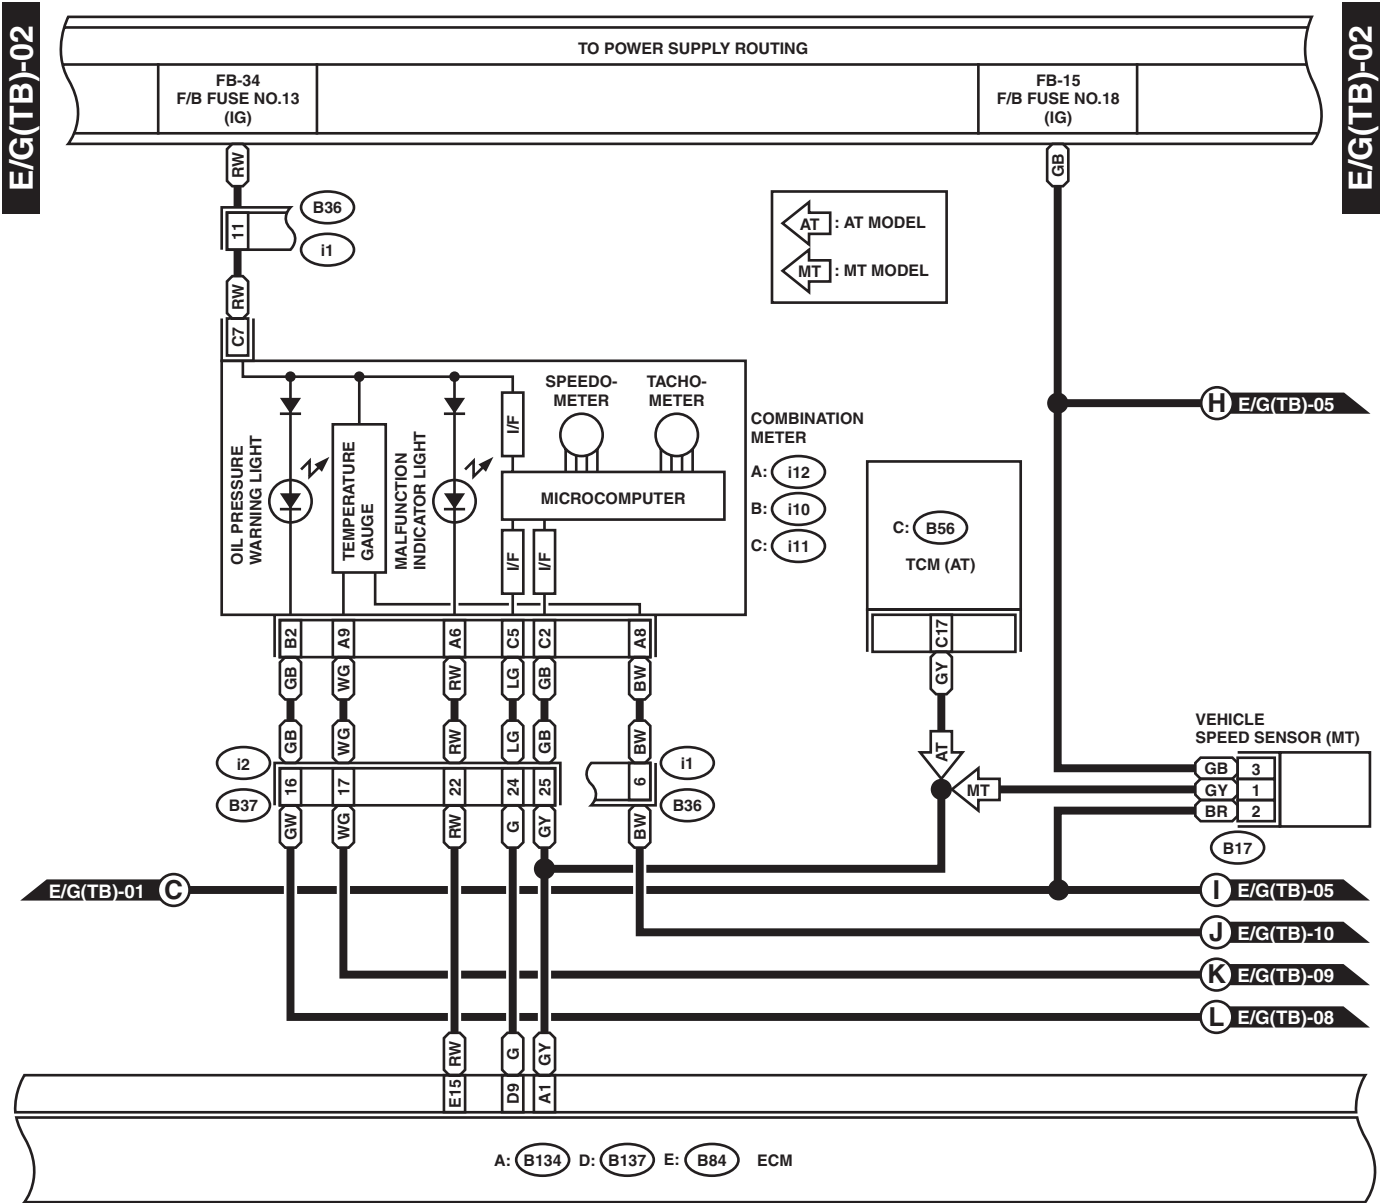 E/G(TB)-02
E/G(TB)-02
TO POWER SUPPLY ROUTING
FB-34
F/B FUSE NO.13
(IG)
FB-15
F/B FUSE NO.18
(IG)
RW
GB
11
B36
i1
AT : AT MODEL
MT : MT MODEL
RW
C7
SPEEDO-
METER
TACHO-
METER
I/F
H E/G(TB)-05
OIL PRESSURE
WARNING LIGHT
TEMPERATURE
GAUGE
MALFUNCTION
INDICATOR LIGHT
MICROCOMPUTER
I/F I/F
COMBINATION
METER
A: i12
B: i10
C: i11
C: B56
TCM (AT)
B2 A9 A6 C5 C2 A8
C17
GB WG RW LG GB BW
GY
GB WG RW LG GB BW
AT
VEHICLE
SPEED SENSOR (MT)
i2
i1
16 17 22 24 25 6
MT
GB 3
GY 1
BR 2
B37
B36
GW WG RW G GY BW
B17
E/G(TB)-01 C
I E/G(TB)-05
J E/G(TB)-10
K E/G(TB)-09
L E/G(TB)-08
RW G GY
E15 D9 A1
A: B134 D: B137 E: B84 ECM